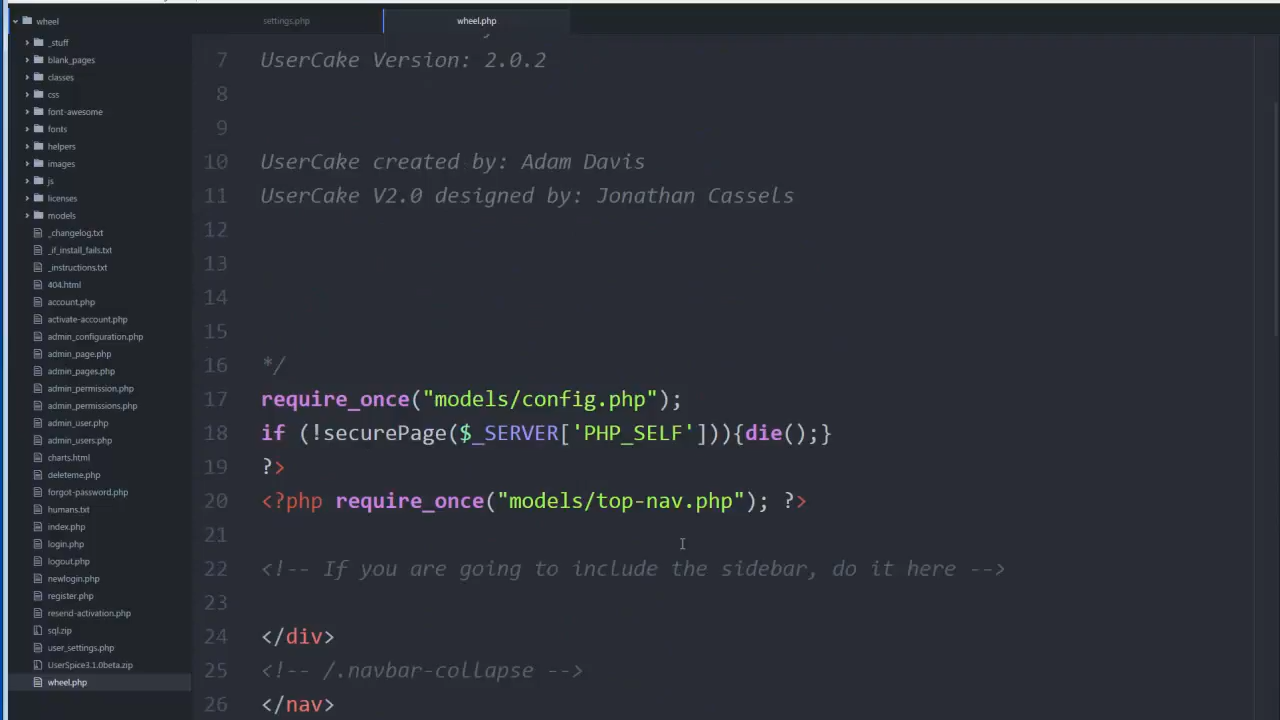 wheel
_stuff
blank_pages
classes
css
font-awesome
fonts
helpers
images
js
licenses
models
_changelog.txt
_if_install_fails.txt
_instructions.txt
404.html
account.php
activate-account.php
admin_configuration.php
admin_page.php
admin_pages.php
admin_permission.php
admin_permissions.php
admin_user.php
admin_users.php
charts.html
deleteme.php
forgot-password.php
humans.txt
index.php
login.php
logout.php
newlogin.php
register.php
resend-activation.php
sql.zip
user_settings.php
UserSpice3.1.0beta.zip
wheel.php
settings.php
wheel.php
7 UserCake Version: 2.0.2
8
9
10 UserCake created by: Adam Davis
11 UserCake V2.0 designed by: Jonathan Cassels
12
13
14
15
16 */
17 require_once("models/config.php");
18 if (!securePage($_SERVER['PHP_SELF'])){die();}
19 ?>
20 <?php require_once("models/top-nav.php"); ?>
21
22 <!-- If you are going to include the sidebar, do it here -->
23
24 </div>
25 <!-- /.navbar-collapse -->
26 </nav>